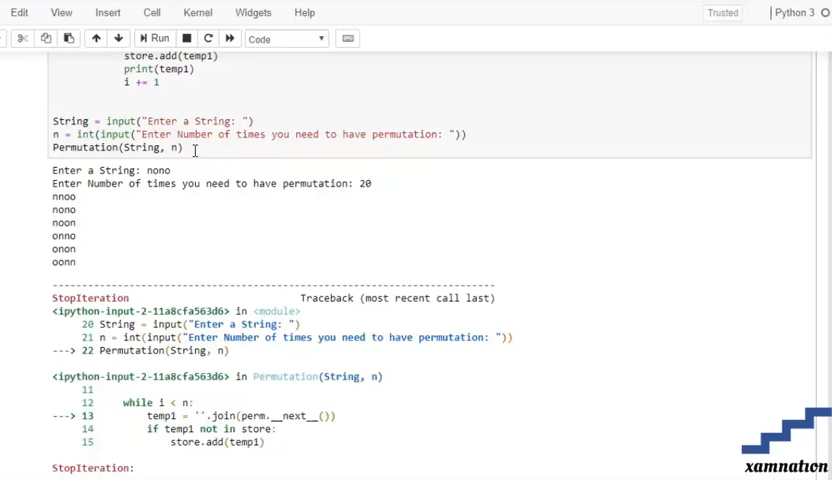 Edit View Insert Cell Kernel Widgets Help Trusted Python 3
Run Code
store.add(temp1)
print(temp1)
i += 1
String = input("Enter a String: ")
n = int(input("Enter Number of times you need to have permutation: "))
Permutation(String, n)
Enter a String: nono
Enter Number of times you need to have permutation: 20
nnoo
nono
noon
onno
onon
oonn
---------------------------------------------------------------------------
StopIteration Traceback (most recent call last)
<ipython-input-2-11a8cfa563d6> in <module>
20 String = input("Enter a String: ")
21 n = int(input("Enter Number of times you need to have permutation: "))
---> 22 Permutation(String, n)
<ipython-input-2-11a8cfa563d6> in Permutation(String, n)
11
12 while i < n:
---> 13 temp1 = ''.join(perm.__next__())
14 if temp1 not in store:
15 store.add(temp1)
StopIteration:
xamnation